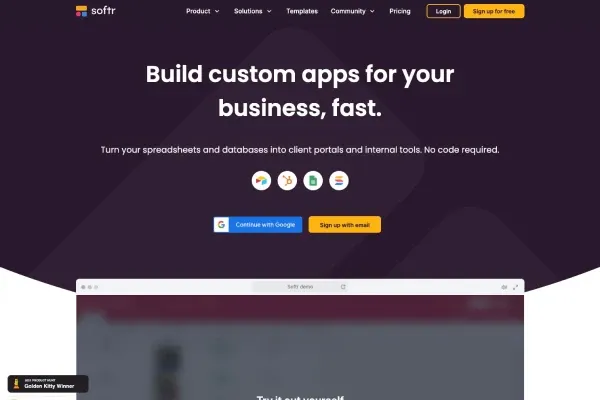 softr
Product Solutions Templates Community Pricing Login Sign up for free
Build custom apps for your
business, fast.
Turn your spreadsheets and databases into client portals and internal tools. No code required.
Continue with Google Sign up with email
Softr demo
Try it out yourself
PRODUCT HUNT
Golden Kitty Winner